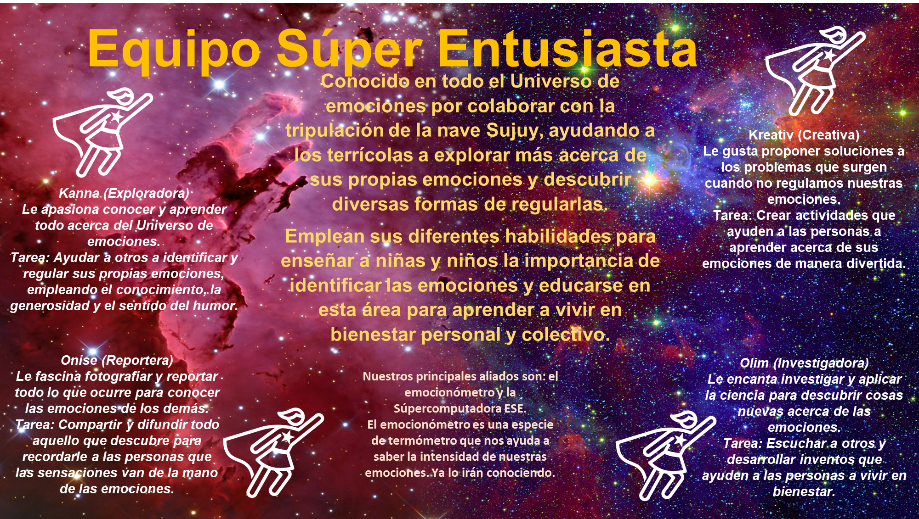 Equipo Súper Entusiasta
Conocido en todo el Universo de
emociones por colaborar con la
tripulación de la nave Sujuy, ayudando a
los terrícolas a explorar más acerca de
sus propias emociones y descubrir
diversas formas de regularlas.
Emplean sus diferentes habilidades para
enseñar a niñas y niños la importancia de
identificar las emociones y educarse en
esta área para aprender a vivir en
bienestar personal y colectivo.
Kanna (Exploradora)
Le apasiona conocer y aprender
todo acerca del Universo de
emociones.
Tarea: Ayudar a otros a identificar y
regular sus propias emociones,
empleando el conocimiento, la
generosidad y el sentido del humor.
Kreativ (Creativa)
Le gusta proponer soluciones a
los problemas que surgen
cuando no regulamos nuestras
emociones.
Tarea: Crear actividades que
ayuden a las personas a
aprender acerca de sus
emociones de manera divertida.
Onise (Reportera)
Le fascina fotografiar y reportar
todo lo que ocurre para conocer
las emociones de los demás.
Tarea: Compartir y difundir todo
aquello que descubre para
recordarle a las personas que
las sensaciones van de la mano
de las emociones.
Nuestros principales aliados son: el
emocionómetro y la
Súpercomputadora ESE.
El emocionómetro es una especie
de termómetro que nos ayuda a
saber la intensidad de nuestras
emociones. Ya lo irán conociendo.
Olim (Investigadora)
Le encanta investigar y aplicar
la ciencia para descubrir cosas
nuevas acerca de las
emociones.
Tarea: Escuchar a otros y
desarrollar inventos que
ayuden a las personas a vivir en
bienestar.